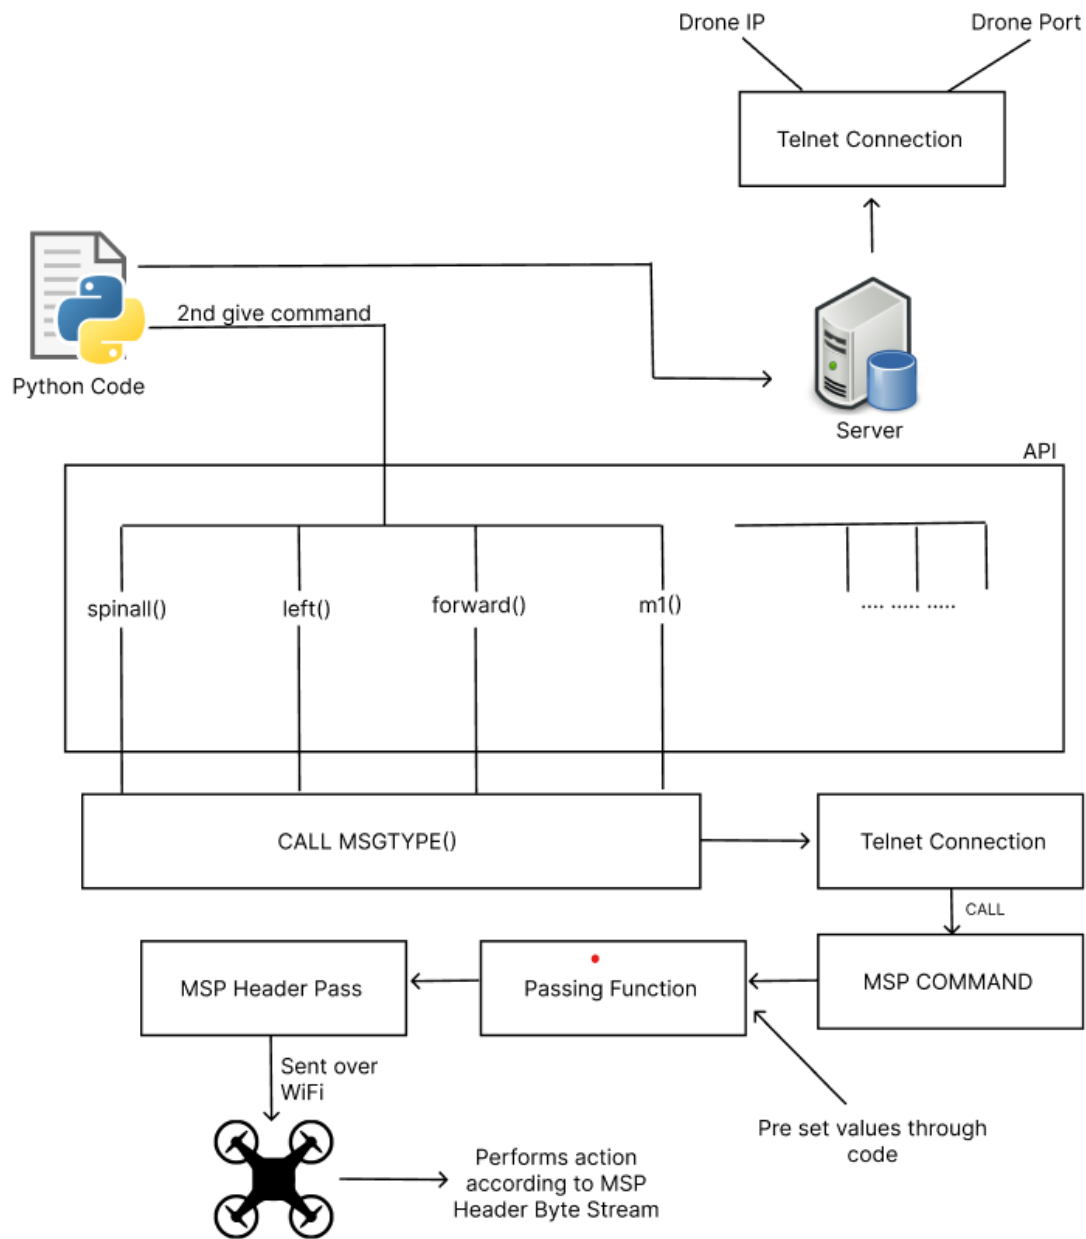 Drone IP
Drone Port
Telnet Connection
2nd give command
Python Code
Server
API
spinall()
left()
forward()
m1()
.... ..... .....
CALL MSGTYPE()
Telnet Connection
CALL
MSP Header Pass
Passing Function
MSP COMMAND
Sent over
WiFi
Pre set values through
code
Performs action
according to MSP
Header Byte Stream